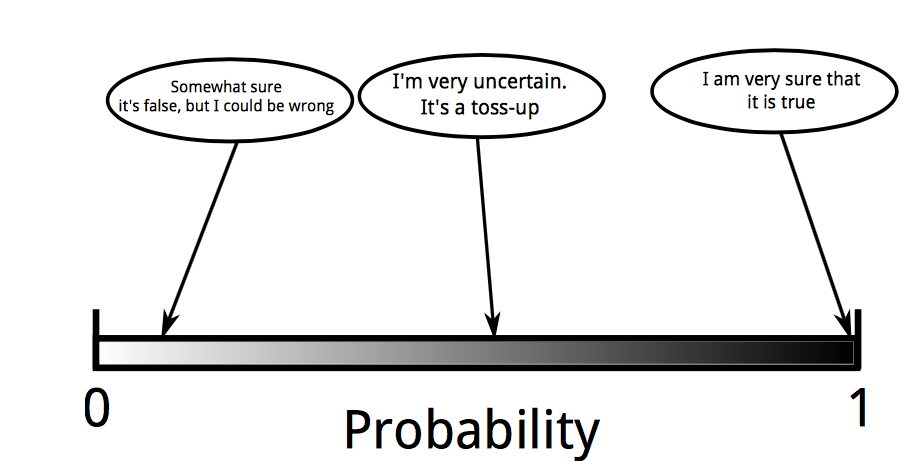 Somewhat sure
it's false, but I could be wrong
I'm very uncertain.
It's a toss-up
I am very sure that
it is true
0
1
Probability